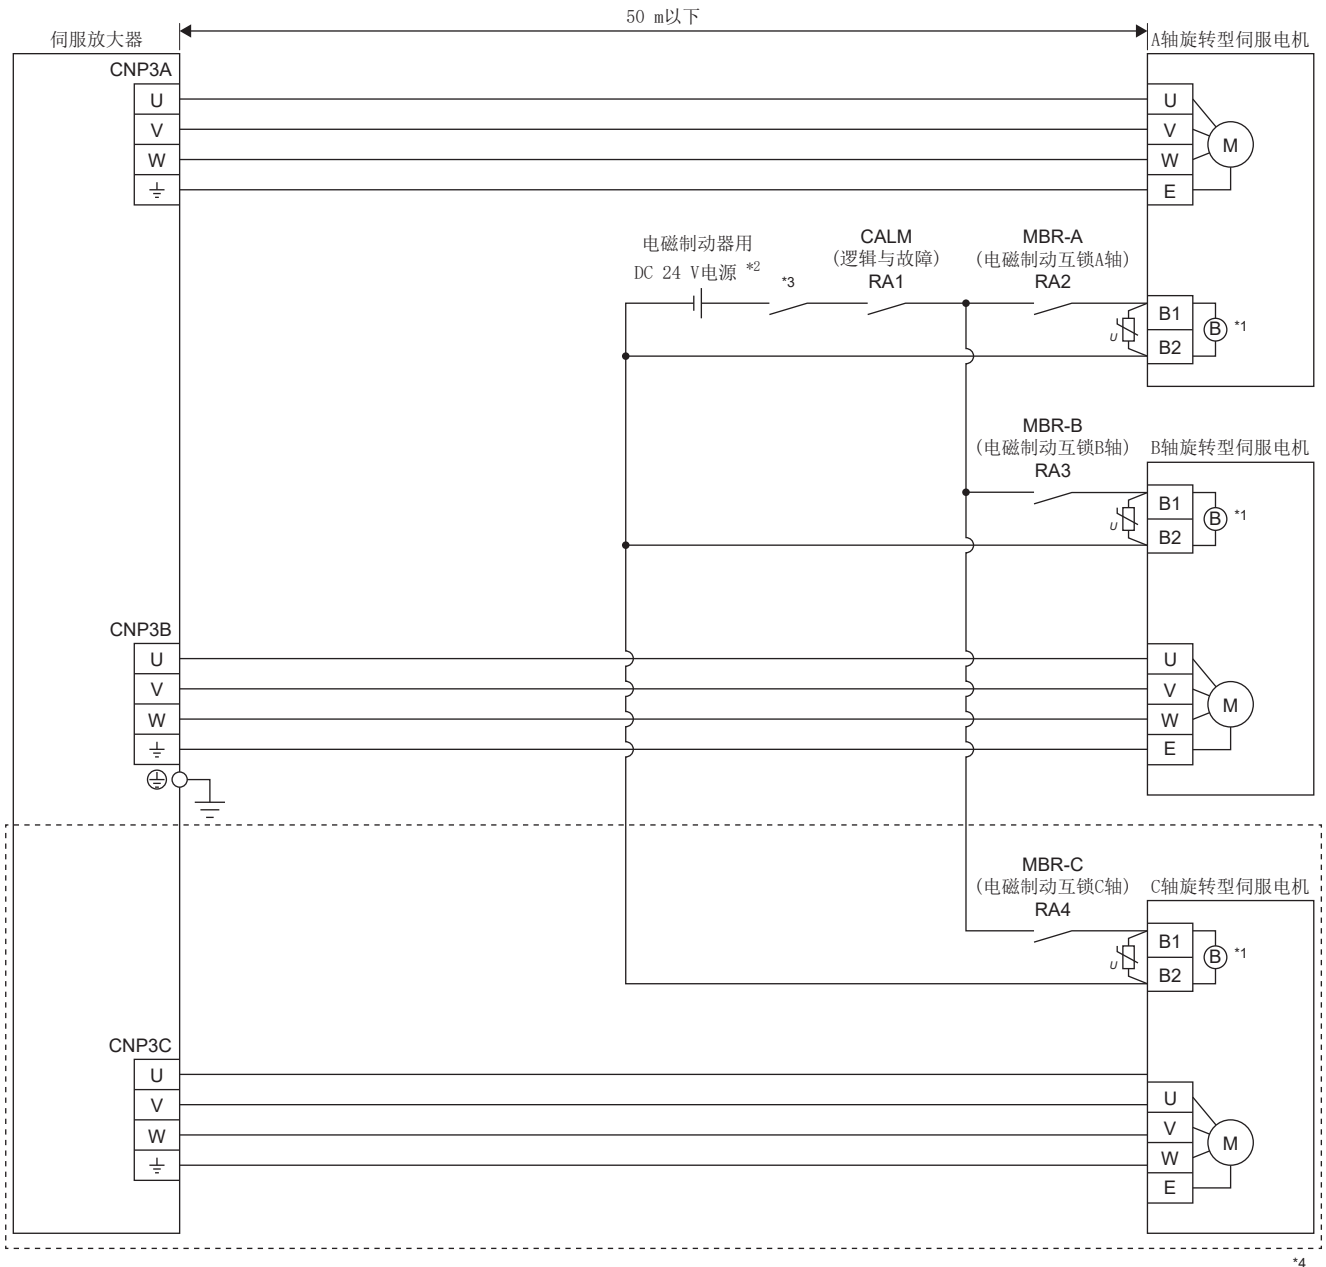 50 m以下
伺服放大器
A轴旋转型伺服电机
CNP3A
U
V
W
U
V
W
E
M
电磁制动器用
DC 24 V电源 *2
*3
CALM
(逻辑与故障)
RA1
MBR-A
(电磁制动互锁A轴)
RA2
U
B1
B2
B
*1
MBR-B
(电磁制动互锁B轴)
RA3
B轴旋转型伺服电机
U
B1
B2
B
*1
CNP3B
U
V
W
U
V
W
E
M
MBR-C
(电磁制动互锁C轴)
RA4
C轴旋转型伺服电机
U
B1
B2
B
*1
CNP3C
U
V
W
U
V
W
E
M
*4